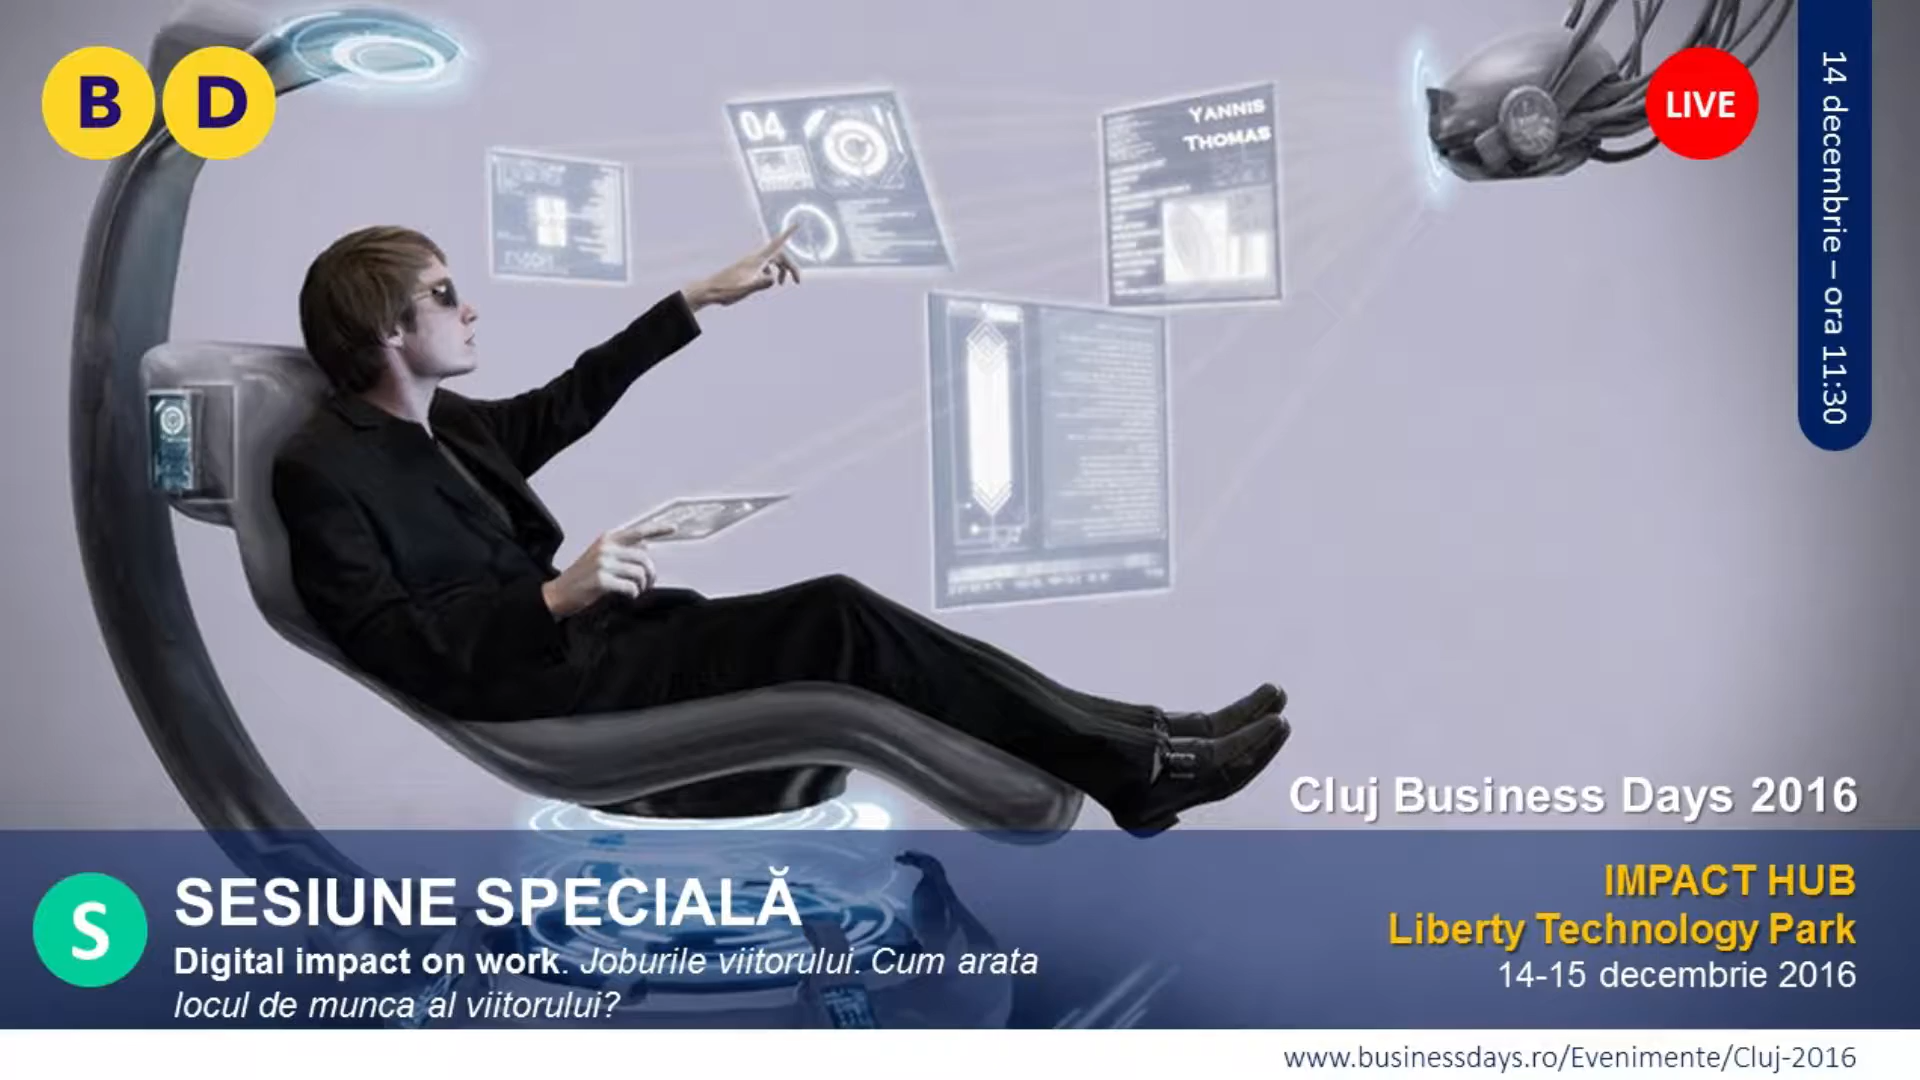 B D
04
YANNIS
THOMAS
LIVE
14 decembrie – ora 11:30
Cluj Business Days 2016
S
SESIUNE SPECIALĂ
Digital impact on work. Joburile viitorului. Cum arata
locul de munca al viitorului?
IMPACT HUB
Liberty Technology Park
14-15 decembrie 2016
www.businessdays.ro/Evenimente/Cluj-2016